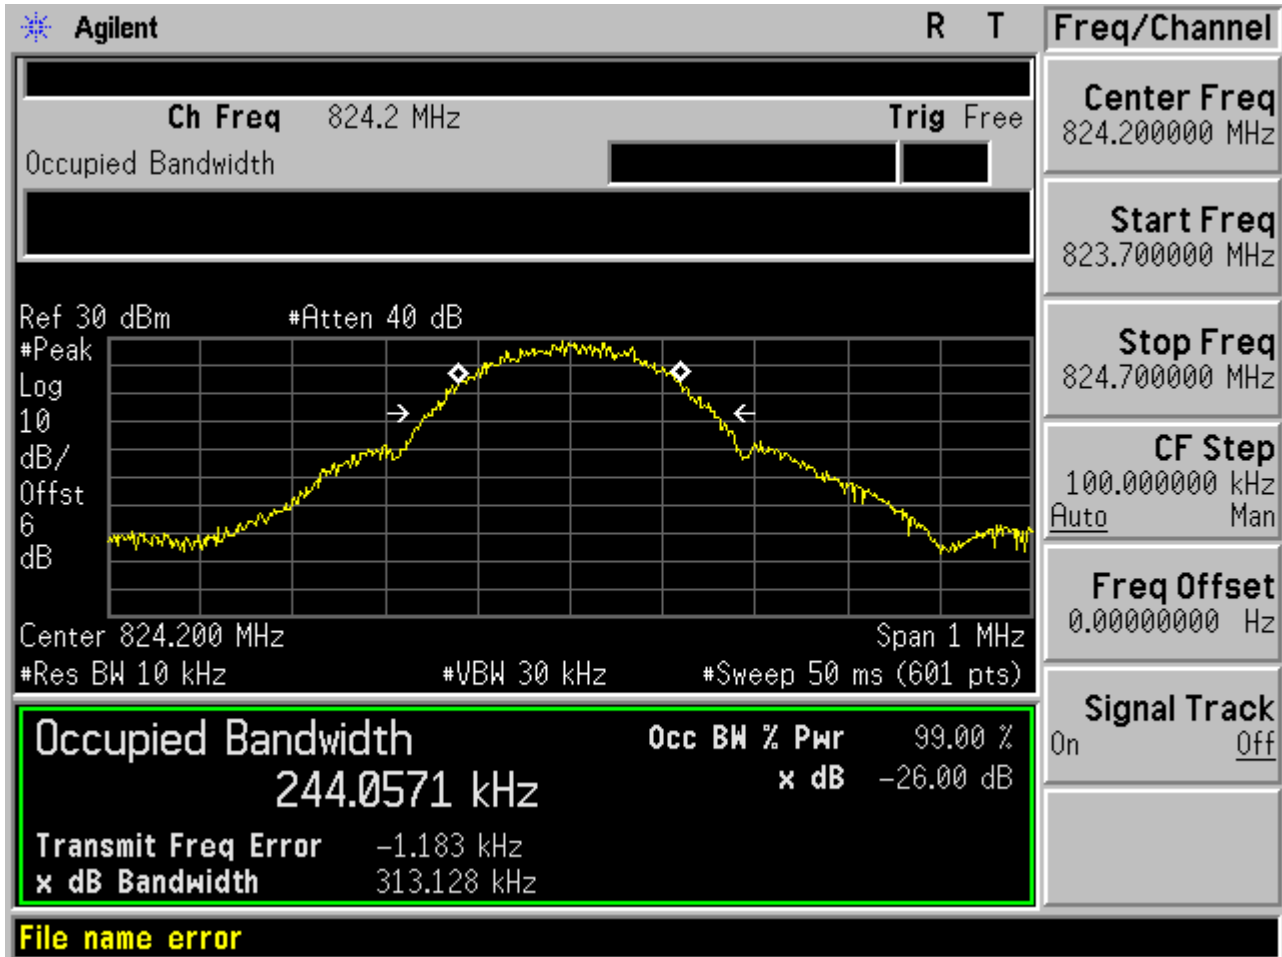 Agilent R T
Ch Freq 824.2 MHz Trig Free
Occupied Bandwidth
Ref 30 dBm #Atten 40 dB
#Peak
Log
10
dB/
Offst
6
dB
Center 824.200 MHz Span 1 MHz
#Res BW 10 kHz #VBW 30 kHz #Sweep 50 ms (601 pts)
Occupied Bandwidth
244.0571 kHz
Occ BW % Pwr 99.00 %
x dB -26.00 dB
Transmit Freq Error -1.183 kHz
x dB Bandwidth 313.128 kHz
File name error
Freq/Channel
Center Freq
824.200000 MHz
Start Freq
823.700000 MHz
Stop Freq
824.700000 MHz
CF Step
100.000000 kHz
Auto Man
Freq Offset
0.00000000 Hz
Signal Track
On Off